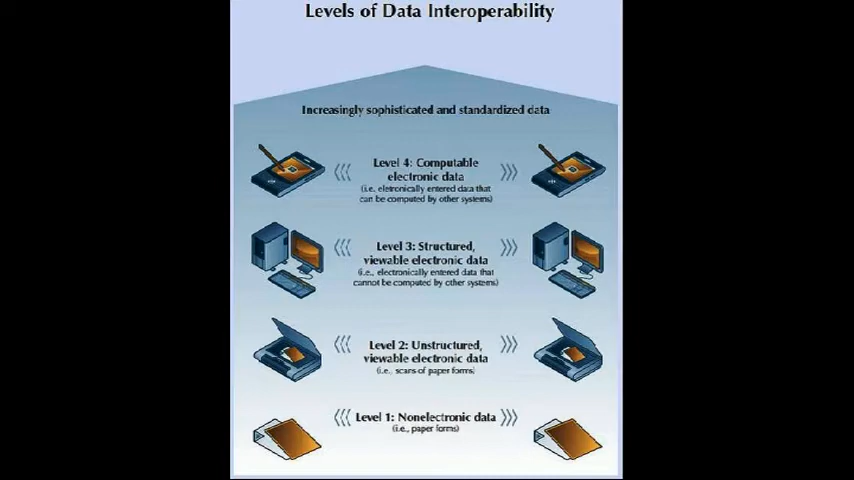 Levels of Data Interoperability
Increasingly sophisticated and standardized data
Level 4: Computable
electronic data
(i.e. eletronically entered data that
can be computed by other systems)
Level 3: Structured,
viewable electronic data
(i.e., electronically entered data that
cannot be computed by other systems)
Level 2: Unstructured,
viewable electronic data
(i.e., scans of paper forms)
Level 1: Nonelectronic data
(i.e., paper forms)